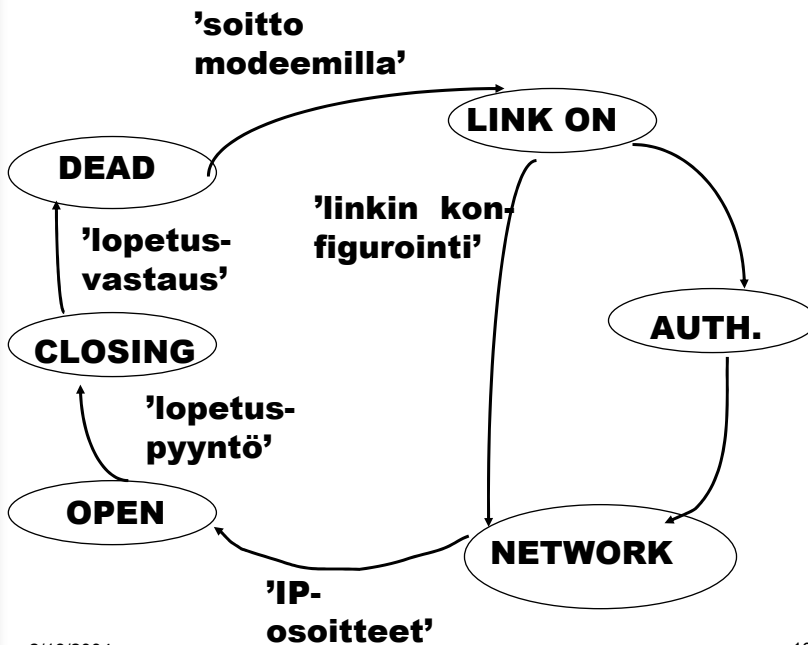 ’soitto
modeemilla’
LINK ON
DEAD
’linkin kon-
figurointi’
’lopetus-
vastaus’
AUTH.
CLOSING
’lopetus-
pyyntö’
OPEN
NETWORK
’IP-
osoitteet’